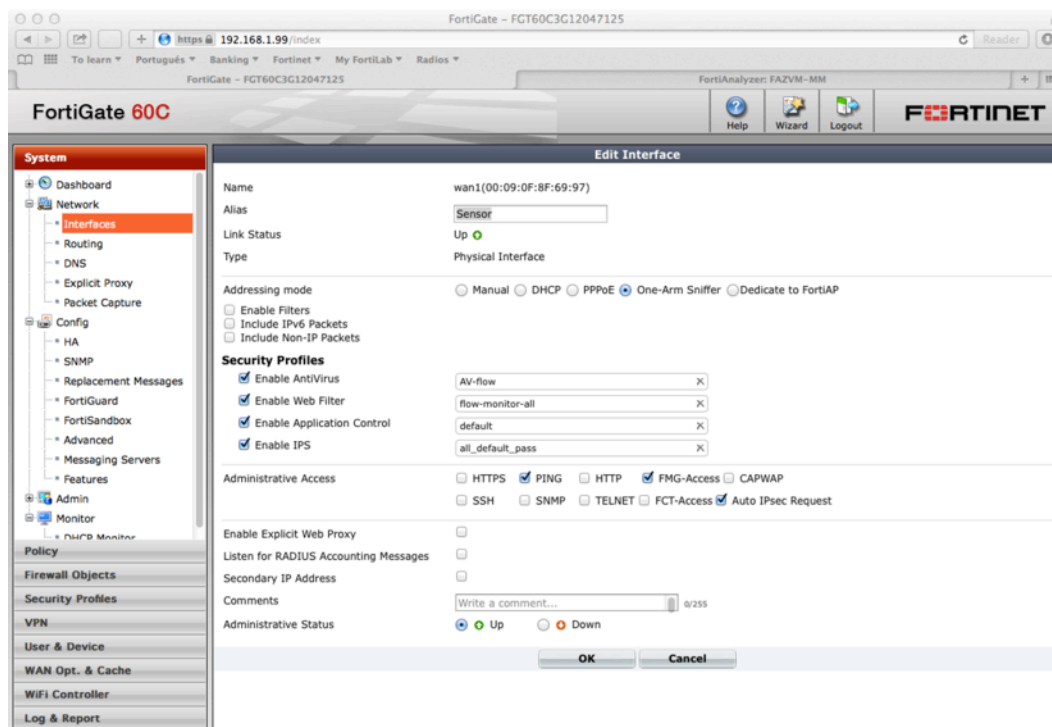 FortiGate – FGT60C3G12047125
https 192.168.1.99/index
Reader
To learn Português Banking Fortinet My FortiLab Radios
FortiGate – FGT60C3G12047125
FortiAnalyzer: FAZVM-MM
FortiGate 60C
Help
Wizard
Logout
FORTINET
System
Dashboard
Network
Interfaces
Routing
DNS
Explicit Proxy
Packet Capture
Config
HA
SNMP
Replacement Messages
FortiGuard
FortiSandbox
Advanced
Messaging Servers
Features
Admin
Monitor
DHCP Monitor
Policy
Firewall Objects
Security Profiles
VPN
User & Device
WAN Opt. & Cache
WiFi Controller
Log & Report
Edit Interface
Name wan1(00:09:0F:8F:69:97)
Alias Sensor
Link Status Up
Type Physical Interface
Addressing mode Manual DHCP PPPoE One-Arm Sniffer Dedicate to FortiAP
Enable Filters
Include IPv6 Packets
Include Non-IP Packets
Security Profiles
Enable AntiVirus AV-flow
Enable Web Filter flow-monitor-all
Enable Application Control default
Enable IPS all_default_pass
Administrative Access HTTPS PING HTTP FMG-Access CAPWAP
SSH SNMP TELNET FCT-Access Auto IPsec Request
Enable Explicit Web Proxy
Listen for RADIUS Accounting Messages
Secondary IP Address
Comments Write a comment... 0/255
Administrative Status Up Down
OK Cancel